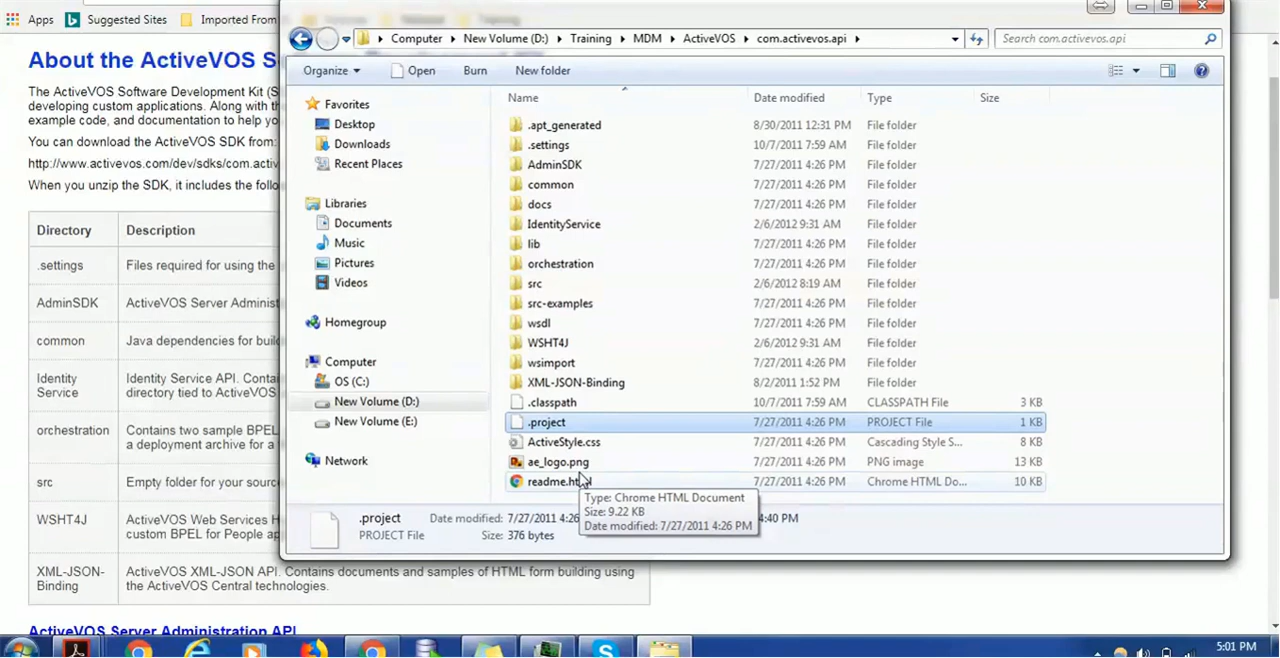 Apps
Suggested Sites
Imported From
Computer
New Volume (D:)
Training
MDM
ActiveVOS
com.activevos.api
Search com.activevos.api
Organize
Open
Burn
New folder
Favorites
Desktop
Downloads
Recent Places
Libraries
Documents
Music
Pictures
Videos
Homegroup
Computer
OS (C:)
New Volume (D:)
New Volume (E:)
Network
Name Date modified Type Size
.apt_generated 8/30/2011 12:31 PM File folder
.settings 10/7/2011 7:59 AM File folder
AdminSDK 7/27/2011 4:26 PM File folder
common 7/27/2011 4:26 PM File folder
docs 7/27/2011 4:26 PM File folder
IdentityService 2/6/2012 9:31 AM File folder
lib 7/27/2011 4:26 PM File folder
orchestration 7/27/2011 4:26 PM File folder
src 2/6/2012 8:19 AM File folder
src-examples 7/27/2011 4:26 PM File folder
wsdl 7/27/2011 4:26 PM File folder
WSHT4J 2/6/2012 9:31 AM File folder
wsimport 7/27/2011 4:26 PM File folder
XML-JSON-Binding 8/2/2011 1:52 PM File folder
.classpath 10/7/2011 7:59 AM CLASSPATH File 3 KB
.project 7/27/2011 4:26 PM PROJECT File 1 KB
ActiveStyle.css 7/27/2011 4:26 PM Cascading Style S... 8 KB
ae_logo.png 7/27/2011 4:26 PM PNG image 13 KB
readme.html 7/27/2011 4:26 PM Chrome HTML Do... 10 KB
Type: Chrome HTML Document
Size: 9.22 KB
Date modified: 7/27/2011 4:26 PM
.project Date modified: 7/27/2011 4:26 4:40 PM
PROJECT File Size: 376 bytes
About the ActiveVOS S
The ActiveVOS Software Development Kit (S
developing custom applications. Along with th
example code, and documentation to help yo
You can download the ActiveVOS SDK from:
http://www.activevos.com/dev/sdks/com.activ
When you unzip the SDK, it includes the follo
Directory Description
.settings Files required for using the
AdminSDK ActiveVOS Server Administ
common Java dependencies for build
Identity Service Identity Service API. Contai
directory tied to ActiveVOS
orchestration Contains two sample BPEL
a deployment archive for a
src Empty folder for your source
WSHT4J ActiveVOS Web Services H
custom BPEL for People ap
XML-JSON- ActiveVOS XML-JSON API. Contains documents and samples of HTML form building using
Binding the ActiveVOS Central technologies.
ActiveVOS Server Administration API
5:01 PM